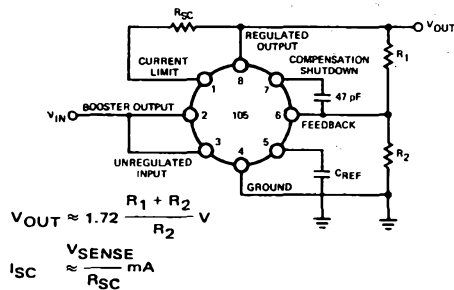 RSC
REGULATED
OUTPUT
VOUT
CURRENT
LIMIT
COMPENSATION
SHUTDOWN
R1
1
8
7
47 pF
VIN
BOOSTER OUTPUT
2
105
6
FEEDBACK
3
4
5
UNREGULATED
INPUT
GROUND
CREF
R2
VOUT ≈ 1.72 R1 + R2 / R2 V
ISC ≈ VSENSE / RSC mA